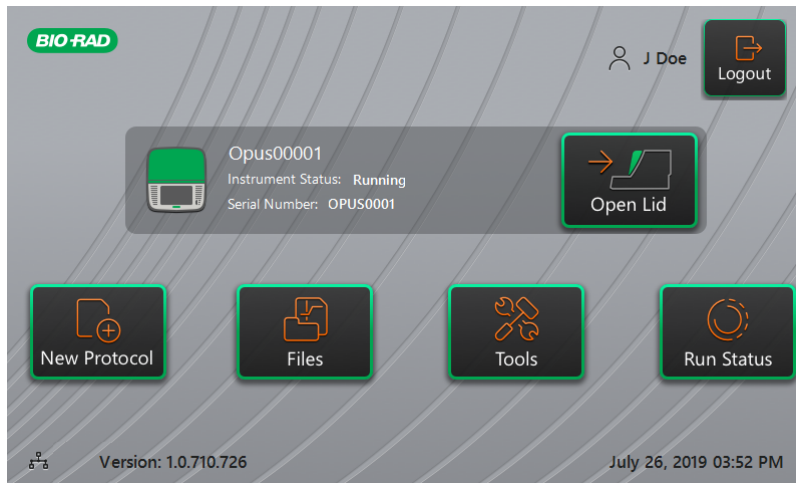 BIO-RAD
J Doe
Logout
Opus00001
Instrument Status: Running
Serial Number: OPUS0001
Open Lid
New Protocol
Files
Tools
Run Status
Version: 1.0.710.726
July 26, 2019 03:52 PM